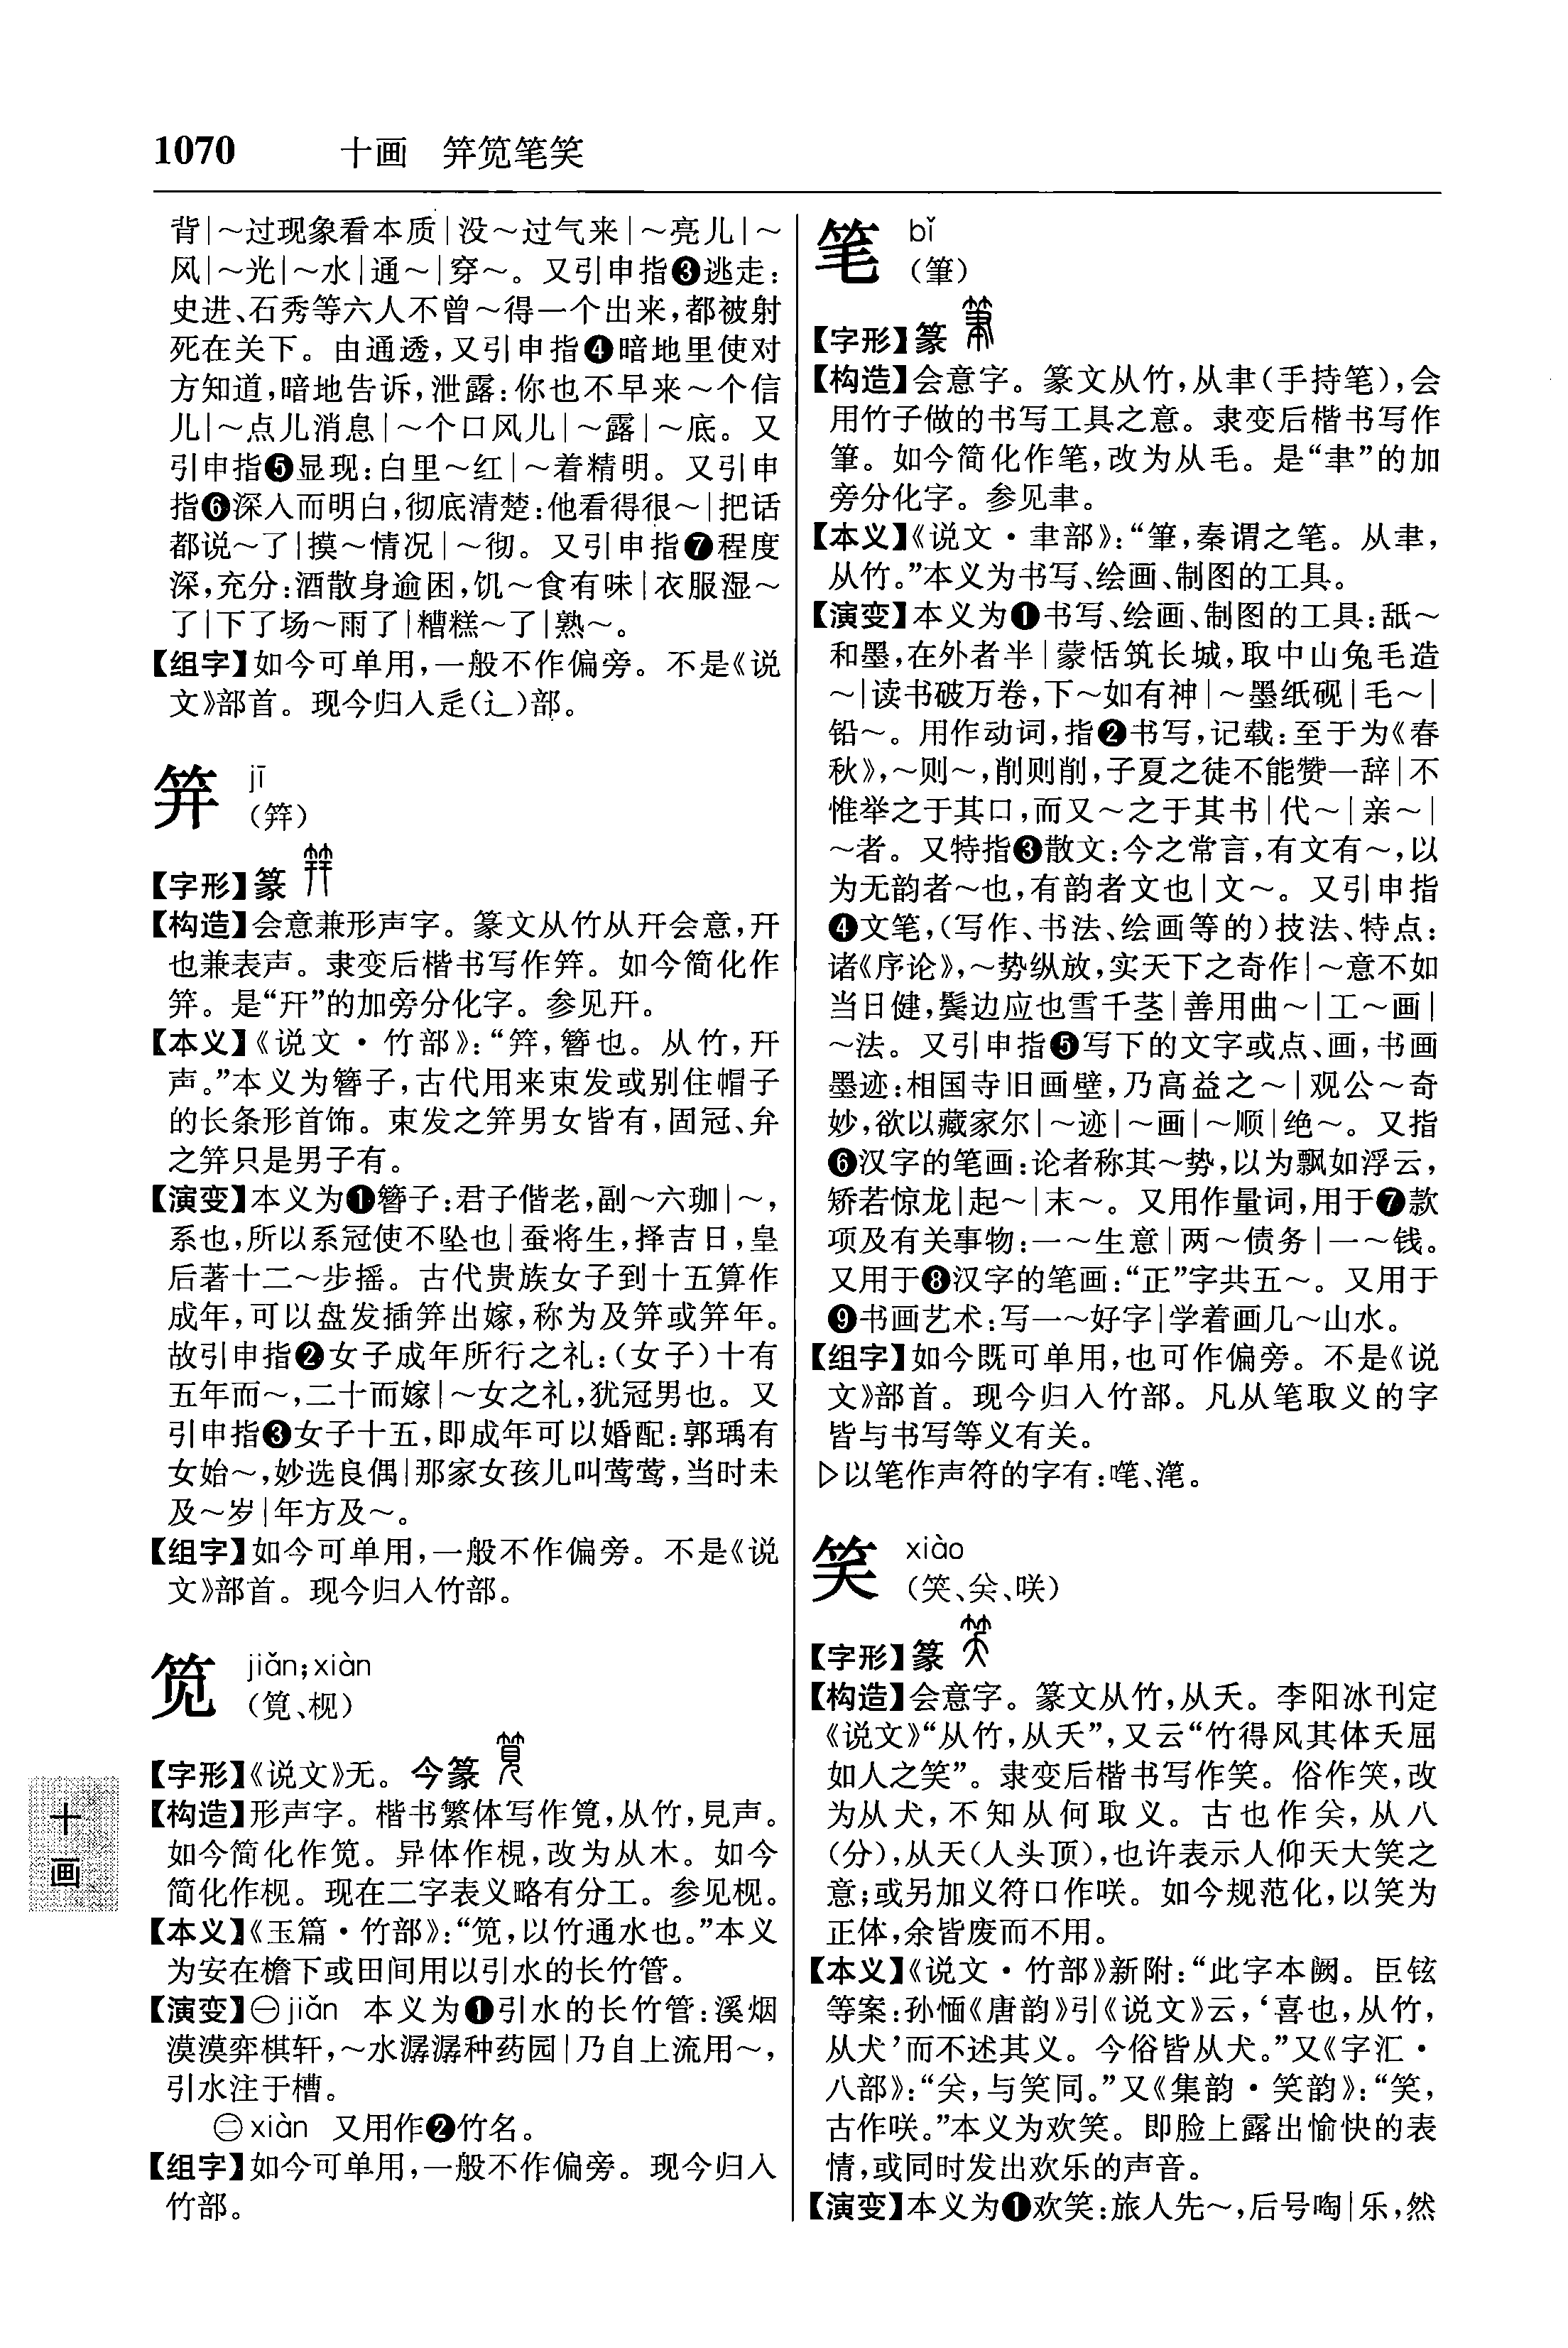 1070 十画 笄笕笔笑
背|～过现象看本质|没～过气来|～亮儿|～
风|～光|～水|通～|穿～。又引申指❸逃走：
史进、石秀等六人不曾～得一个出来，都被射
死在关下。由通透，又引申指❹暗地里使对
方知道，暗地告诉，泄露：你也不早来～个信
儿|～点儿消息|～个口风儿|～露|～底。又
引申指❺显现：白里～红|～着精明。又引申
指❻深入而明白，彻底清楚：他看得很～|把话
都说～了|摸～情况|～彻。又引申指❼程度
深，充分：酒散身逾困，饥～食有味|衣服湿～
了|下了场～雨了|糟糕～了|熟～。
【组字】如今可单用，一般不作偏旁。不是《说
文》部首。现今归入辵(辶)部。
笄 jī
（筓）
【字形】篆
【构造】会意兼形声字。篆文从竹从幵会意，幵
也兼表声。隶变后楷书写作筓。如今简化作
笄。是“幵”的加旁分化字。参见幵。
【本义】《说文·竹部》：“筓，簪也。从竹，幵
声。”本义为簪子，古代用来束发或别住帽子
的长条形首饰。束发之笄男女皆有，固冠、弁
之笄只是男子有。
【演变】本义为❶簪子：君子偕老，副～六珈|～，
系也，所以系冠使不坠也|蚕将生，择吉日，皇
后著十二～步摇。古代贵族女子到十五算作
成年，可以盘发插笄出嫁，称为及笄或笄年。
故引申指❷女子成年所行之礼：（女子）十有
五年而～，二十而嫁|～女之礼，犹冠男也。又
引申指❸女子十五，即成年可以婚配：郭瑀有
女始～，妙选良偶|那家女孩儿叫莺莺，当时未
及～岁|年方及～。
【组字】如今可单用，一般不作偏旁。不是《说
文》部首。现今归入竹部。
笕 jiǎn；xiàn
（筧、枧）
【字形】《说文》无。今篆
【构造】形声字。楷书繁体写作筧，从竹，見声。
如今简化作笕。异体作梘，改为从木。如今
简化作枧。现在二字表义略有分工。参见枧。
【本义】《玉篇·竹部》：“笕，以竹通水也。”本义
为安在檐下或田间用以引水的长竹管。
【演变】㊀jiǎn 本义为❶引水的长竹管：溪烟
漠漠弈棋轩，～水潺潺种药园|乃自上流用～，
引水注于槽。
㊁xiàn 又用作❷竹名。
【组字】如今可单用，一般不作偏旁。现今归入
竹部。
十画
笔 bǐ
（筆）
【字形】篆
【构造】会意字。篆文从竹，从聿（手持笔），会
用竹子做的书写工具之意。隶变后楷书写作
筆。如今简化作笔，改为从毛。是“聿”的加
旁分化字。参见聿。
【本义】《说文·聿部》：“筆，秦谓之笔。从聿，
从竹。”本义为书写、绘画、制图的工具。
【演变】本义为❶书写、绘画、制图的工具：舐～
和墨，在外者半|蒙恬筑长城，取中山兔毛造
～|读书破万卷，下～如有神|～墨纸砚|毛～|
铅～。用作动词，指❷书写，记载：至于为《春
秋》，～则～，削则削，子夏之徒不能赞一辞|不
惟举之于其口，而又～之于其书|代～|亲～|
～者。又特指❸散文：今之常言，有文有～，以
为无韵者～也，有韵者文也|文～。又引申指
❹文笔，（写作、书法、绘画等的）技法、特点：
诸《序论》，～势纵放，实天下之奇作|～意不如
当日健，鬓边应也雪千茎|善用曲～|工～画|
～法。又引申指❺写下的文字或点、画，书画
墨迹：相国寺旧画壁，乃高益之～|观公～奇
妙，欲以藏家尔|～迹|～画|～顺|绝～。又指
❻汉字的笔画：论者称其～势，以为飘如浮云，
矫若惊龙|起～|末～。又用作量词，用于❼款
项及有关事物：一～生意|两～债务|一～钱。
又用于❽汉字的笔画：“正”字共五～。又用于
❾书画艺术：写一～好字|学着画几～山水。
【组字】如今既可单用，也可作偏旁。不是《说
文》部首。现今归入竹部。凡从笔取义的字
皆与书写等义有关。
▷以笔作声符的字有：𠺷、滗。
笑 xiào
（笑、㕦、咲）
【字形】篆
【构造】会意字。篆文从竹，从夭。李阳冰刊定
《说文》“从竹，从夭”，又云“竹得风其体夭屈
如人之笑”。隶变后楷书写作笑。俗作笑，改
为从犬，不知从何取义。古也作关，从八
（分），从天（人头顶），也许表示人仰天大笑之
意；或另加义符口作咲。如今规范化，以笑为
正体，余皆废而不用。
【本义】《说文·竹部》新附：“此字本阙。臣铉
等案：孙愐《唐韵》引《说文》云，‘喜也，从竹，
从犬’而不述其义。今俗皆从犬。”又《字汇·
八部》：“关，与笑同。”又《集韵·笑韵》：“笑，
古作咲。”本义为欢笑。即脸上露出愉快的表
情，或同时发出欢乐的声音。
【演变】本义为❶欢笑：旅人先～，后号啕|乐，然